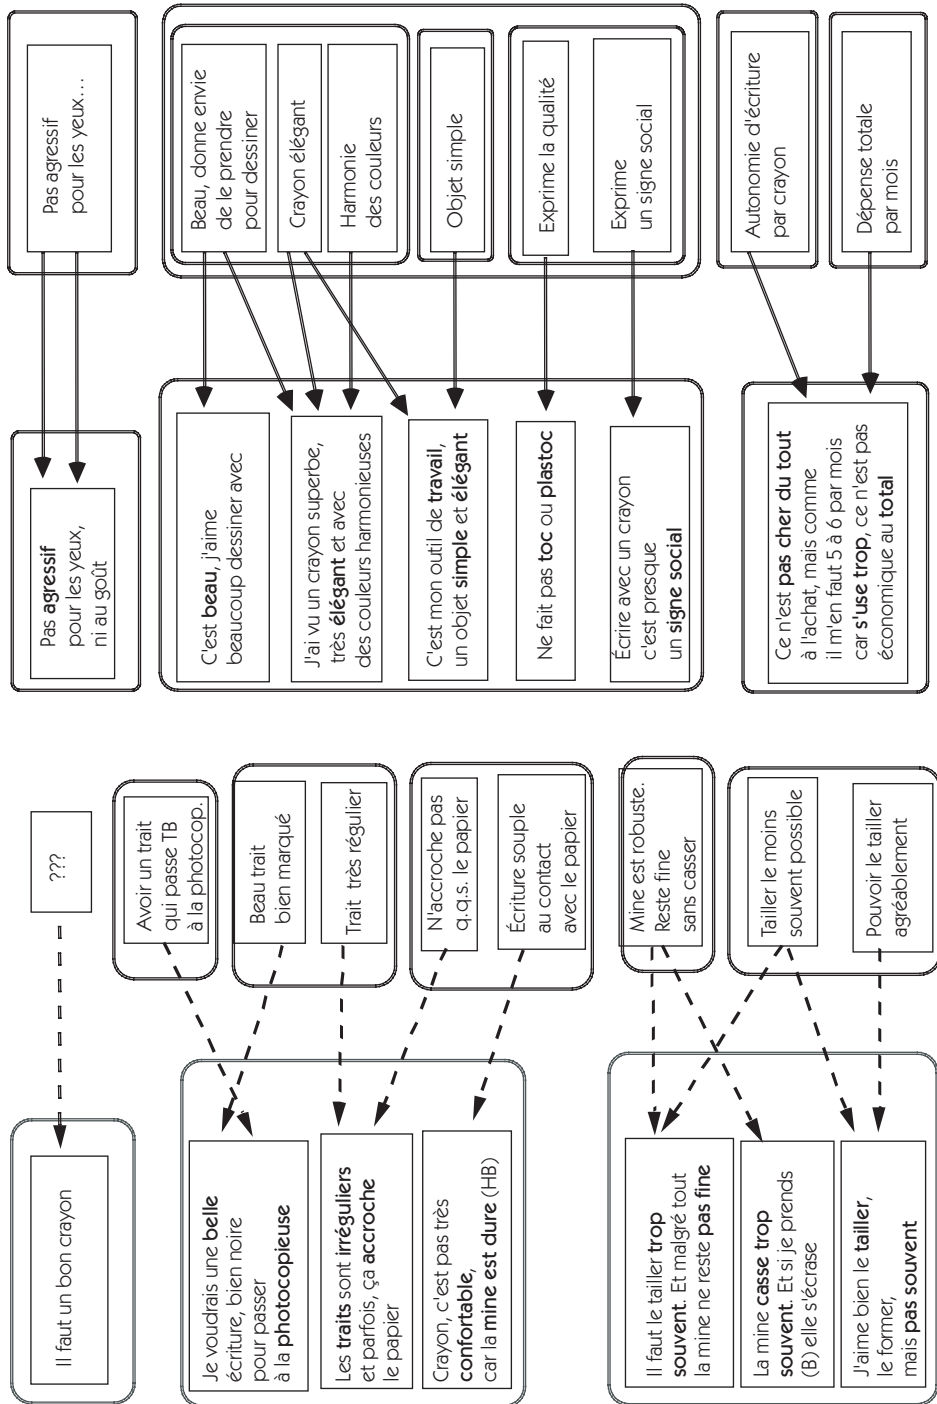 Il faut un bon crayon
Je voudrais une belle
écriture, bien noire
pour passer
à la photocopieuse
Les traits sont irréguliers
et parfois, ça accroche
le papier
Crayon, c'est pas très
confortable,
car la mine est dure (HB)
Il faut le tailler trop
souvent. Et malgré tout
la mine ne reste pas fine
La mine casse trop
souvent. Et si je prends
(B) elle s'écrase
J'aime bien le tailler,
le former,
mais pas souvent
???
Avoir un trait
qui passe TB
à la photocop.
Beau trait
bien marqué
Trait très régulier
N'accroche pas
q.q.s. le papier
Écriture souple
au contact
avec le papier
Mine est robuste.
Reste fine
sans casser
Tailler le moins
souvent possible
Pouvoir le tailler
agréablement
Pas agressif
pour les yeux,
ni au goût
C'est beau, j'aime
beaucoup dessiner avec
J'ai vu un crayon superbe,
très élégant et avec
des couleurs harmonieuses
C'est mon outil de travail,
un objet simple et élégant
Ne fait pas toc ou plastoc
Écrire avec un crayon
c'est presque
un signe social
Ce n'est pas cher du tout
à l'achat, mais comme
il m'en faut 5 à 6 par mois
car s'use trop, ce n'est pas
économique au total
Pas agressif
pour les yeux…
Beau, donne envie
de le prendre
pour dessiner
Crayon élégant
Harmonie
des couleurs
Objet simple
Exprime la qualité
Exprime
un signe social
Autonomie d'écriture
par crayon
Dépense totale
par mois